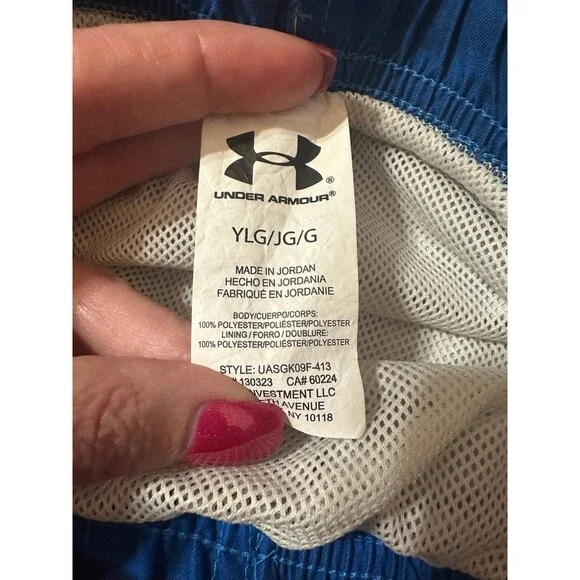 UNDER ARMOUR®
YLG/JG/G
MADE IN JORDAN
HECHO EN JORDANIA
FABRIQUÉ EN JORDANIE
BODY/CUERPO/CORPS:
100% POLYESTER/POLIÉSTER/POLYESTER
LINING / FORRO / DOUBLURE:
100% POLYESTER/POLIÉSTER/POLYESTER
STYLE: UASGK09F-413
130323 CA# 60224
LLC
AVENUE
NY 10118